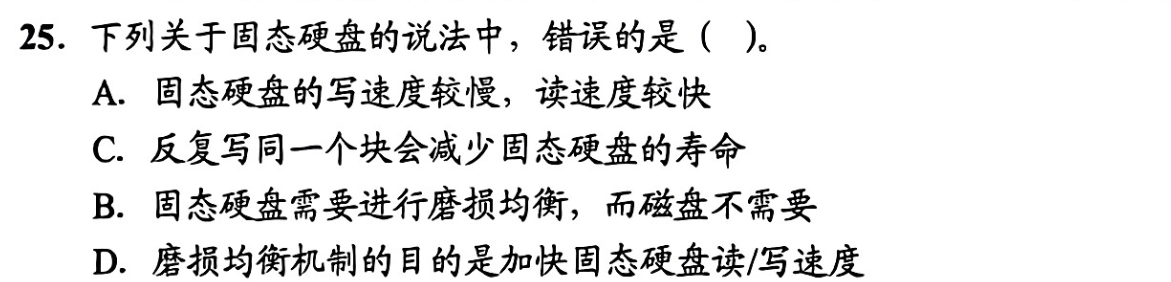 25. 下列关于固态硬盘的说法中，错误的是（ ）。
A. 固态硬盘的写速度较慢，读速度较快
C. 反复写同一个块会减少固态硬盘的寿命
B. 固态硬盘需要进行磨损均衡，而磁盘不需要
D. 磨损均衡机制的目的是加快固态硬盘读/写速度